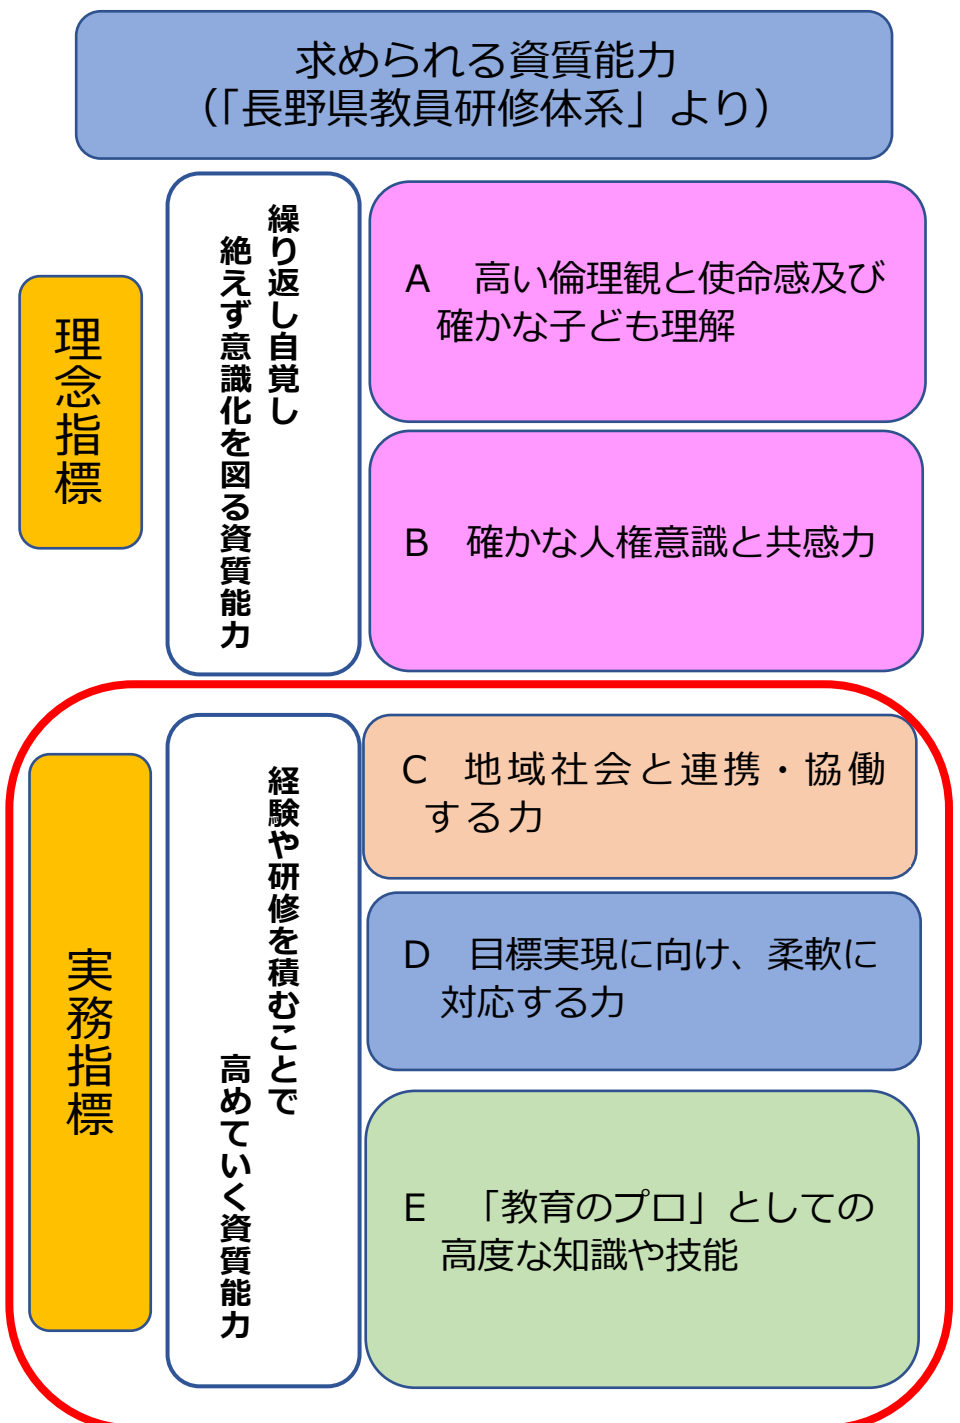 求められる資質能力
（「長野県教員研修体系」より）
理念指標
繰り返し自覚し
絶えず意識化を図る資質能力
A　高い倫理観と使命感及び
確かな子ども理解
B　確かな人権意識と共感力
実務指標
経験や研修を積むことで
高めていく資質能力
C　地域社会と連携・協働
する力
D　目標実現に向け、柔軟に
対応する力
E　「教育のプロ」としての
高度な知識や技能